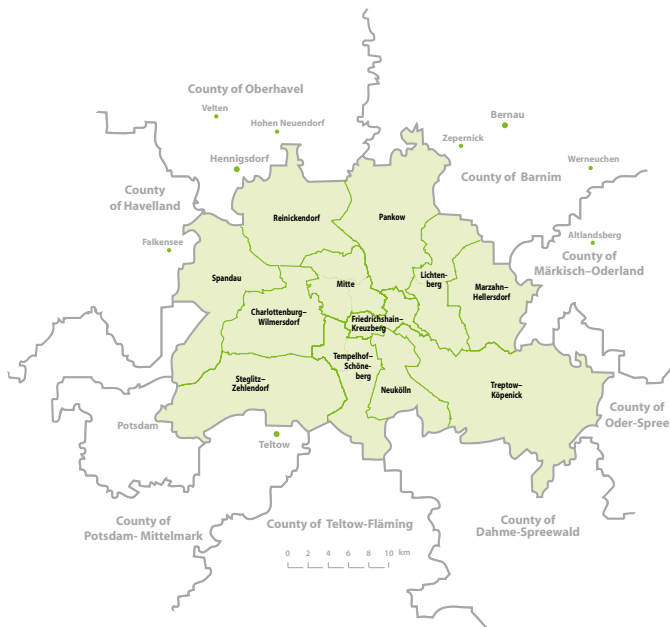 County of Oberhavel
Velten
Hohen Neuendorf
Bernau
Zepernick
Hennigsdorf
Werneuchen
County
of Havelland
County of Barnim
Reinickendorf
Pankow
Falkensee
Altlandsberg
County of
Märkisch–Oderland
Spandau
Mitte
Lichten-
berg
Marzahn–
Hellersdorf
Charlottenburg–
Wilmersdorf
Friedrichshain–
Kreuzberg
Tempelhof–
Schöne-
berg
Steglitz–
Zehlendorf
Neukölln
Treptow–
Köpenick
Potsdam
Teltow
County of
Oder-Spree
County of
Potsdam- Mittelmark
County of Teltow-Fläming
County of
Dahme-Spreewald
0 2 4 6 8 10 km